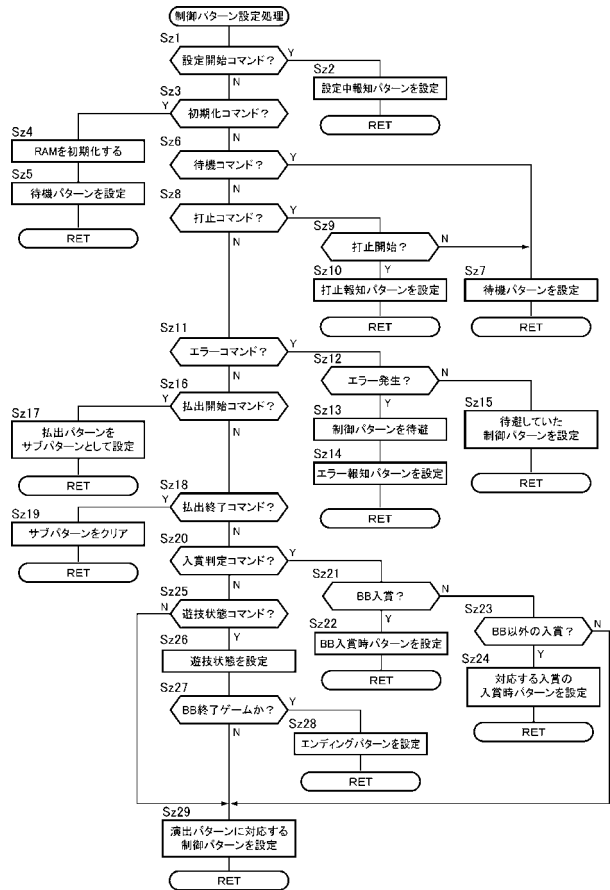 制御パターン設定処理
Sz1
設定開始コマンド？
Y
N
Sz2
設定中報知パターンを設定
RET
Sz3
初期化コマンド？
Y
N
Sz4
RAMを初期化する
Sz5
待機パターンを設定
RET
Sz6
待機コマンド？
Y
N
Sz8
打止コマンド？
Y
N
Sz9
打止開始？
N
Y
Sz10
打止報知パターンを設定
RET
Sz7
待機パターンを設定
RET
Sz11
エラーコマンド？
Y
N
Sz12
エラー発生？
N
Y
Sz13
制御パターンを待避
Sz14
エラー報知パターンを設定
RET
Sz15
待避していた
制御パターンを設定
RET
Sz16
払出開始コマンド？
Y
N
Sz17
払出パターンを
サブパターンとして設定
RET
Sz18
払出終了コマンド？
Y
N
Sz19
サブパターンをクリア
RET
Sz20
入賞判定コマンド？
Y
N
Sz21
BB入賞？
N
Y
Sz22
BB入賞時パターンを設定
RET
Sz23
BB以外の入賞？
N
Y
Sz24
対応する入賞の
入賞時パターンを設定
RET
Sz25
遊技状態コマンド？
N
Y
Sz26
遊技状態を設定
Sz27
BB終了ゲームか？
Y
N
Sz28
エンディングパターンを設定
RET
Sz29
演出パターンに対応する
制御パターンを設定
RET